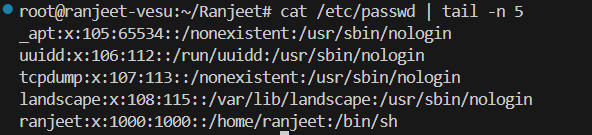 root@ranjeet-vesu:~/Ranjeet# cat /etc/passwd | tail -n 5
_apt:x:105:65534::/nonexistent:/usr/sbin/nologin
uuidd:x:106:112::/run/uuidd:/usr/sbin/nologin
tcpdump:x:107:113::/nonexistent:/usr/sbin/nologin
landscape:x:108:115::/var/lib/landscape:/usr/sbin/nologin
ranjeet:x:1000:1000::/home/ranjeet:/bin/sh